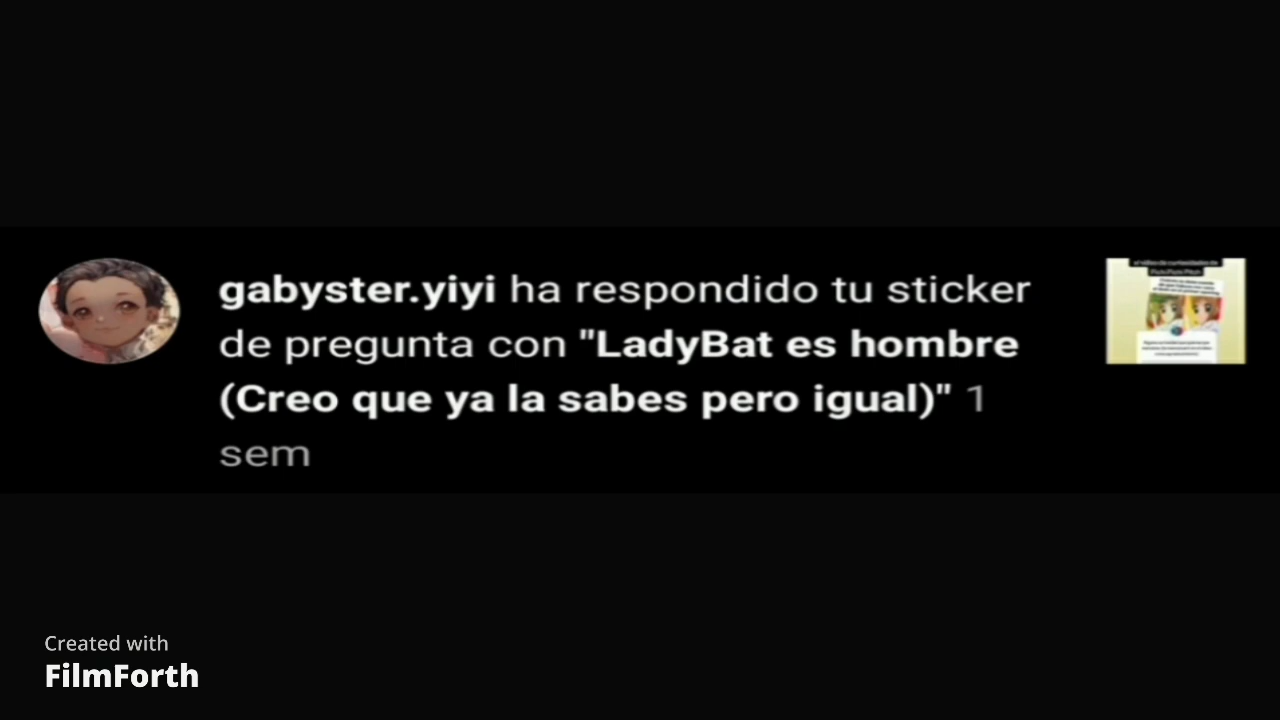 gabyster.yiyi ha respondido tu sticker
de pregunta con "LadyBat es hombre
(Creo que ya la sabes pero igual)" 1
sem
Created with
FilmForth